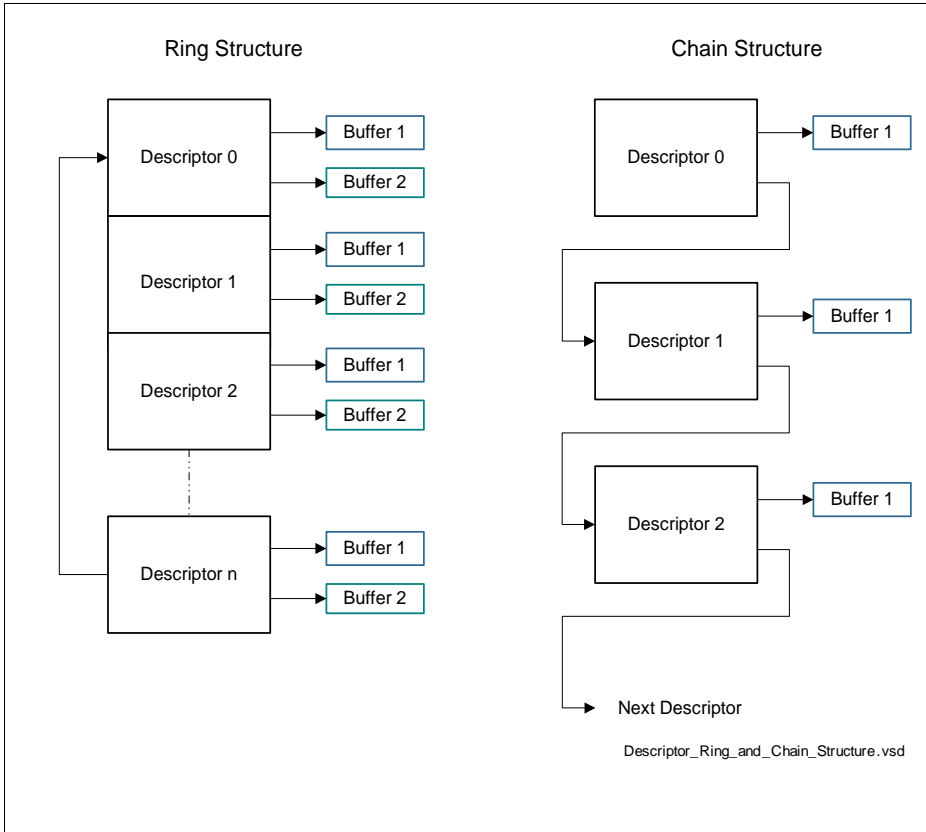 Ring Structure
Descriptor 0
Buffer 1
Buffer 2
Descriptor 1
Buffer 1
Buffer 2
Descriptor 2
Buffer 1
Buffer 2
Descriptor n
Buffer 1
Buffer 2
Chain Structure
Descriptor 0
Buffer 1
Descriptor 1
Buffer 1
Descriptor 2
Buffer 1
Next Descriptor
Descriptor_Ring_and_Chain_Structure.vsd